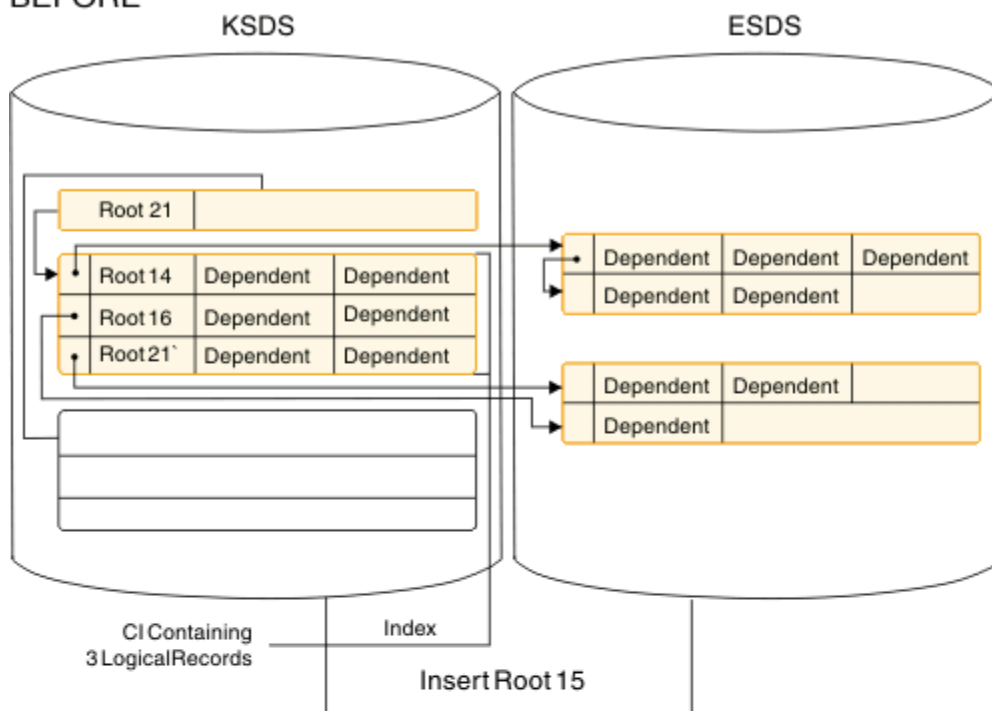 BEFORE
KSDS
ESDS
Root 21
Root 14 Dependent Dependent
Root 16 Dependent Dependent
Root 21` Dependent Dependent
Dependent Dependent Dependent
Dependent Dependent
Dependent Dependent
Dependent
CI Containing
3 Logical Records
Index
Insert Root 15